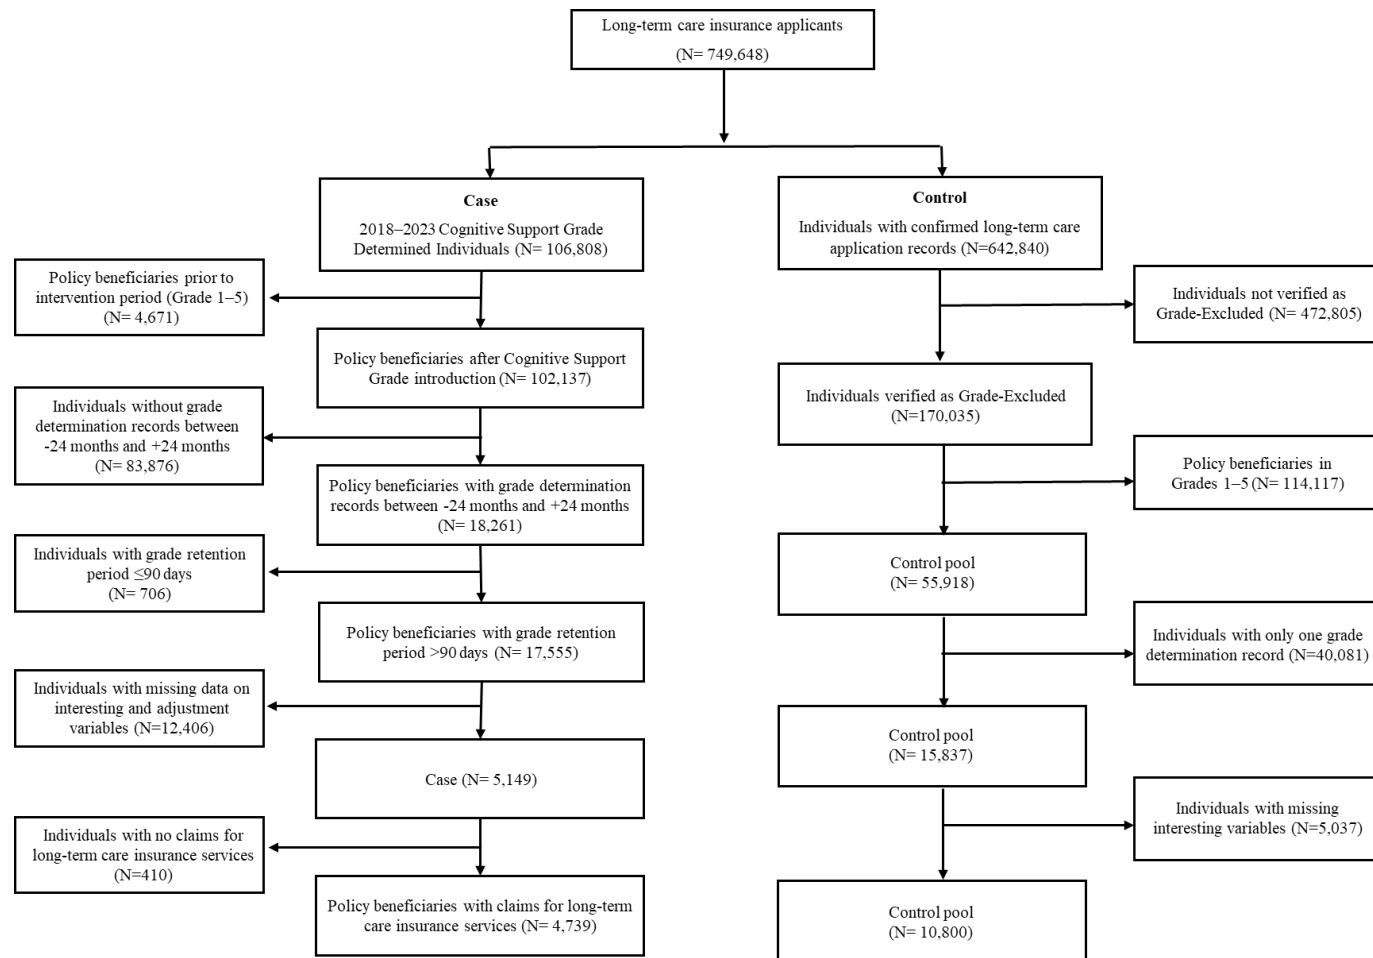 Long-term care insurance applicants
(N= 749,648)
Case
2018–2023 Cognitive Support Grade
Determined Individuals (N= 106,808)
Policy beneficiaries prior to
intervention period (Grade 1–5)
(N= 4,671)
Policy beneficiaries after Cognitive Support
Grade introduction (N= 102,137)
Individuals without grade
determination records between
-24 months and +24 months
(N= 83,876)
Policy beneficiaries with grade determination
records between -24 months and +24 months
(N= 18,261)
Individuals with grade retention
period ≤90 days
(N= 706)
Policy beneficiaries with grade retention
period >90 days (N= 17,555)
Individuals with missing data on
interesting and adjustment
variables (N=12,406)
Case (N= 5,149)
Individuals with no claims for
long-term care insurance services
(N=410)
Policy beneficiaries with claims for long-term
care insurance services (N= 4,739)
Control
Individuals with confirmed long-term care
application records (N=642,840)
Individuals not verified as
Grade-Excluded (N= 472,805)
Individuals verified as Grade-Excluded
(N=170,035)
Policy beneficiaries in
Grades 1–5 (N= 114,117)
Control pool
(N= 55,918)
Individuals with only one grade
determination record (N=40,081)
Control pool
(N= 15,837)
Individuals with missing
interesting variables (N=5,037)
Control pool
(N= 10,800)